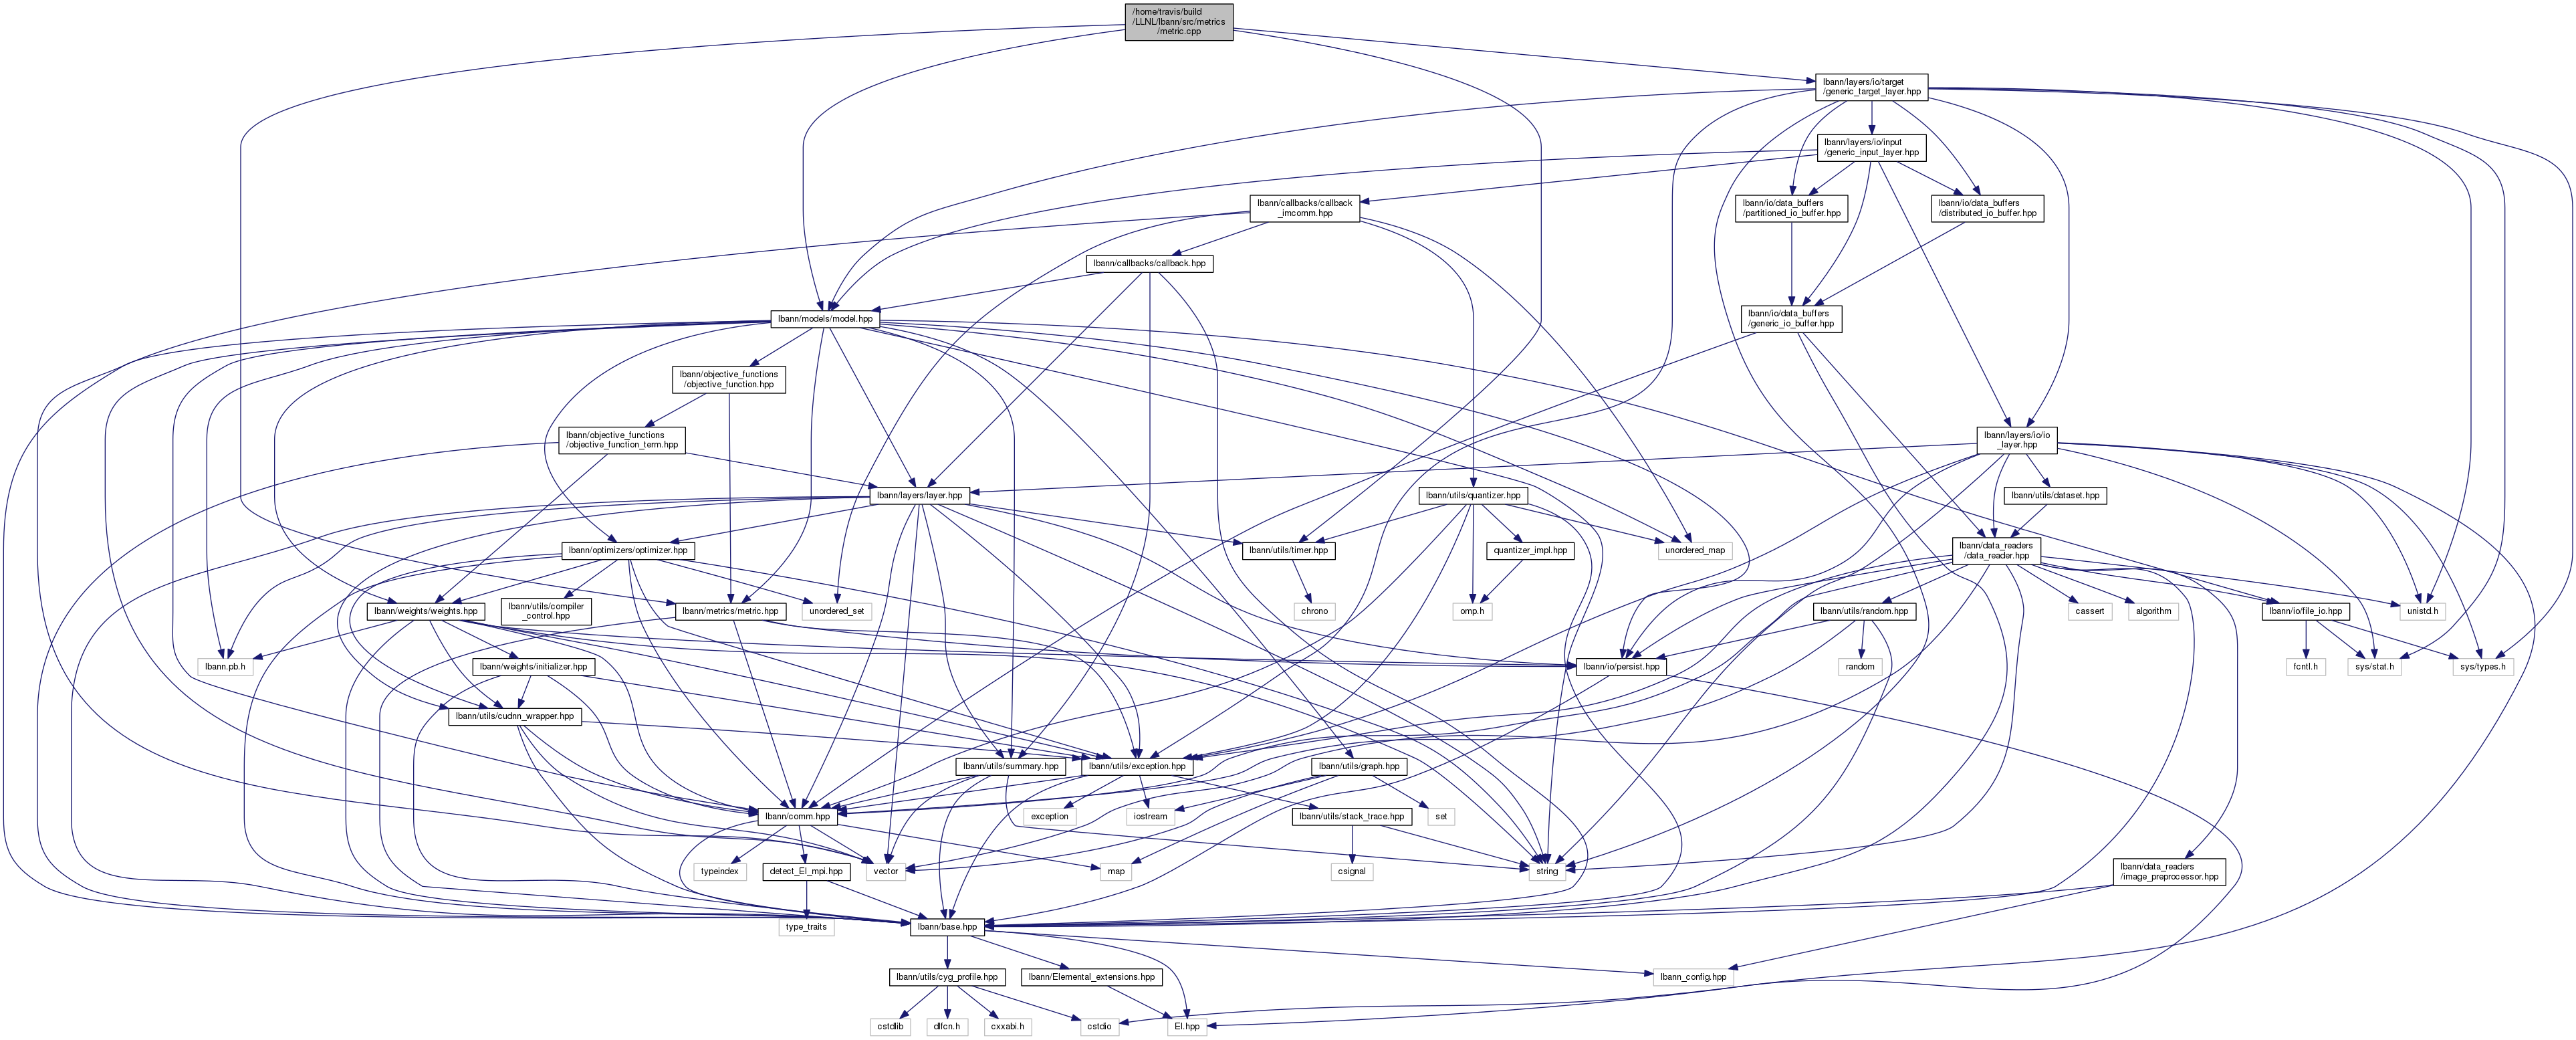 /home/travis/build
/LLNL/lbann/src/metrics
/metric.cpp
lbann/layers/io/target
/generic_target_layer.hpp
lbann/layers/io/input
/generic_input_layer.hpp
lbann/callbacks/callback
_imcomm.hpp
lbann/io/data_buffers
/partitioned_io_buffer.hpp
lbann/io/data_buffers
/distributed_io_buffer.hpp
lbann/callbacks/callback.hpp
lbann/models/model.hpp
lbann/io/data_buffers
/generic_io_buffer.hpp
lbann/objective_functions
/objective_function.hpp
lbann/objective_functions
/objective_function_term.hpp
lbann/layers/io/io
_layer.hpp
lbann/layers/layer.hpp
lbann/utils/quantizer.hpp
lbann/utils/dataset.hpp
lbann/optimizers/optimizer.hpp
lbann/utils/timer.hpp
quantizer_impl.hpp
unordered_map
lbann/data_readers
/data_reader.hpp
lbann/weights/weights.hpp
lbann/utils/compiler
_control.hpp
lbann/metrics/metric.hpp
unordered_set
chrono
omp.h
lbann/utils/random.hpp
cassert
algorithm
lbann/io/file_io.hpp
unistd.h
lbann.pb.h
lbann/weights/initializer.hpp
lbann/io/persist.hpp
random
fcntl.h
sys/stat.h
sys/types.h
lbann/utils/cudnn_wrapper.hpp
lbann/utils/summary.hpp
lbann/utils/exception.hpp
lbann/utils/graph.hpp
lbann/comm.hpp
exception
iostream
lbann/utils/stack_trace.hpp
set
typeindex
detect_El_mpi.hpp
vector
map
csignal
string
lbann/data_readers
/image_preprocessor.hpp
type_traits
lbann/base.hpp
lbann/utils/cyg_profile.hpp
lbann/Elemental_extensions.hpp
lbann_config.hpp
cstdlib
dlfcn.h
cxxabi.h
cstdio
El.hpp